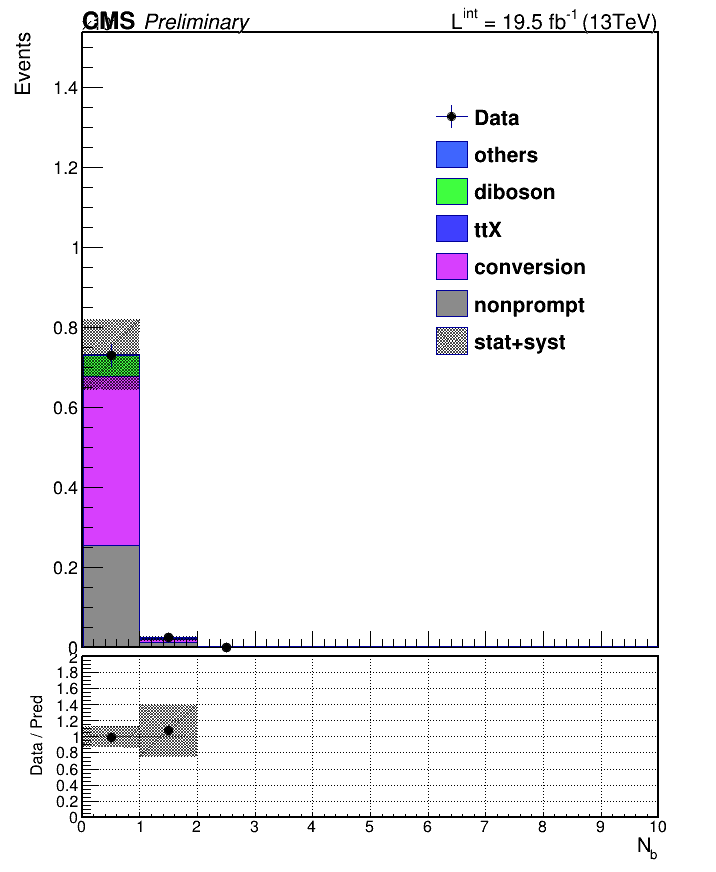 CMS Preliminary
L^int = 19.5 fb^-1 (13TeV)
Events
1.4
1.2
1
0.8
0.6
0.4
0.2
0
Data
others
diboson
ttX
conversion
nonprompt
stat+syst
Data / Pred
2
1.8
1.6
1.4
1.2
1
0.8
0.6
0.4
0.2
0
0 1 2 3 4 5 6 7 8 9 10
N_b